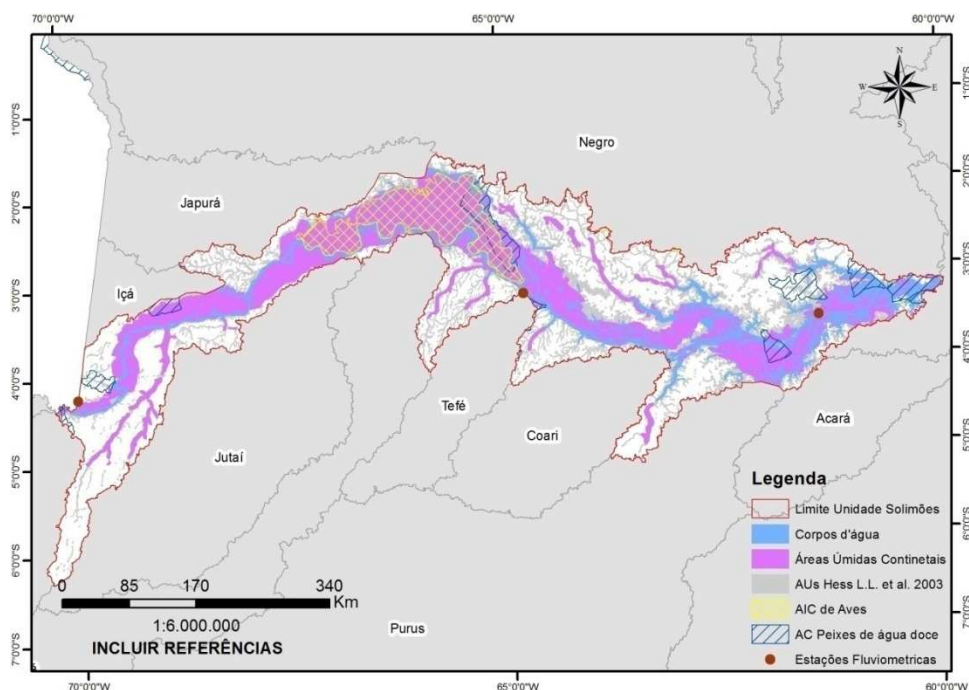 70°0'0"W 65°0'0"W 60°0'0"W
1°0'0"S
2°0'0"S
3°0'0"S
4°0'0"S
5°0'0"S
6°0'0"S
7°0'0"S
N
W E
S
1°0'0"S
2°0'0"S
3°0'0"S
4°0'0"S
5°0'0"S
6°0'0"S
7°0'0"S
Negro
Japurá
Içá
Tefé
Acará
Coari
Jutaí
Purus
Legenda
Limite Unidade Solimões
Corpos d'água
Áreas Úmidas Continetais
AUs Hess L.L. et al. 2003
AIC de Aves
AC Peixes de água doce
Estações Fluviometricas
0 85 170 340
Km
1:6.000.000
INCLUIR REFERÊNCIAS
70°0'0"W 65°0'0"W 60°0'0"W